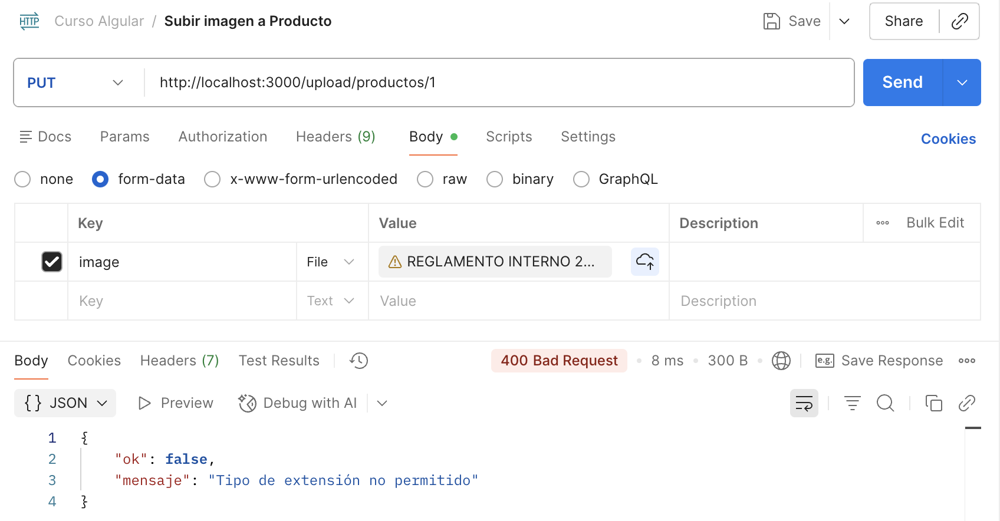 HTTP Curso Algular / Subir imagen a Producto Save Share
PUT http://localhost:3000/upload/productos/1 Send
Docs Params Authorization Headers (9) Body Scripts Settings Cookies
none form-data x-www-form-urlencoded raw binary GraphQL
Key Value Description Bulk Edit
image File REGLAMENTO INTERNO 2...
Key Text Value Description
Body Cookies Headers (7) Test Results 400 Bad Request 8 ms 300 B e.g. Save Response
{} JSON Preview Debug with AI
1 {
2 "ok": false,
3 "mensaje": "Tipo de extensión no permitido"
4 }